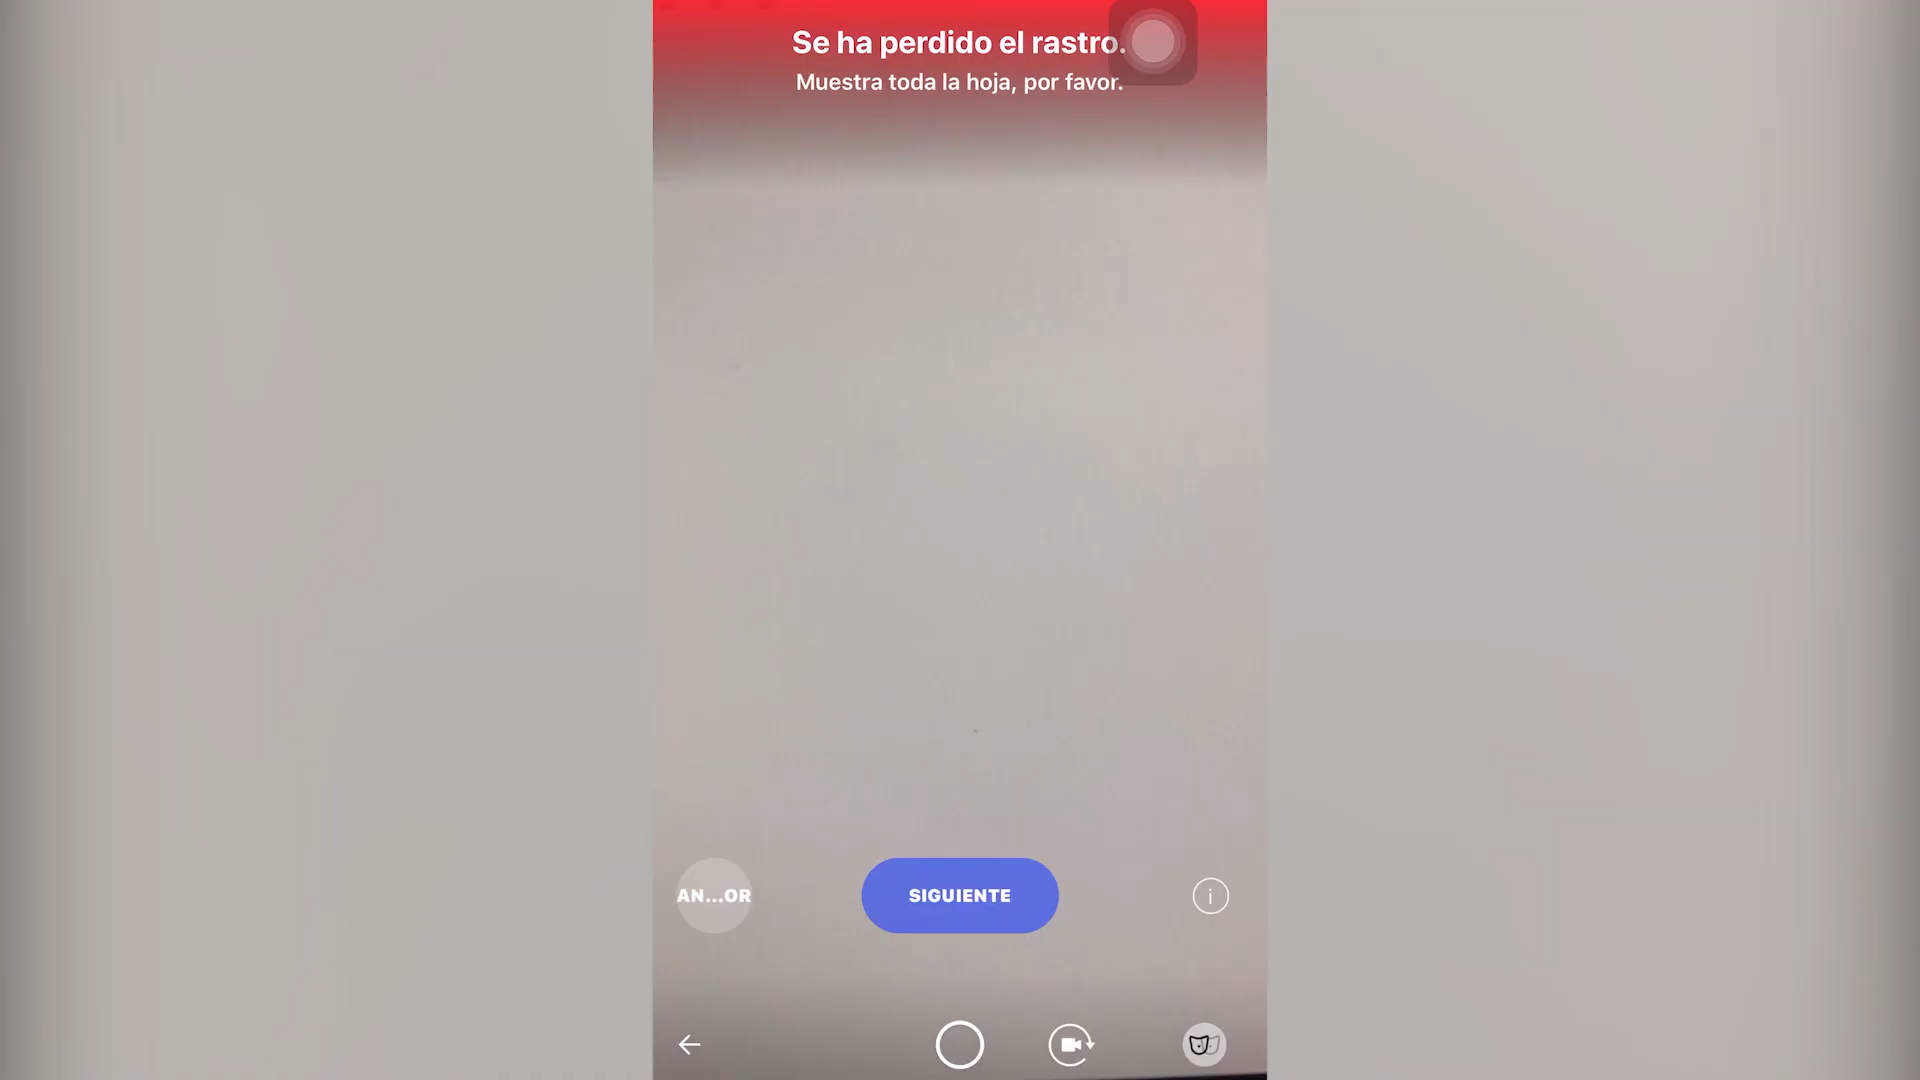 Se ha perdido el rastro.
Muestra toda la hoja, por favor.
AN...OR
SIGUIENTE
i